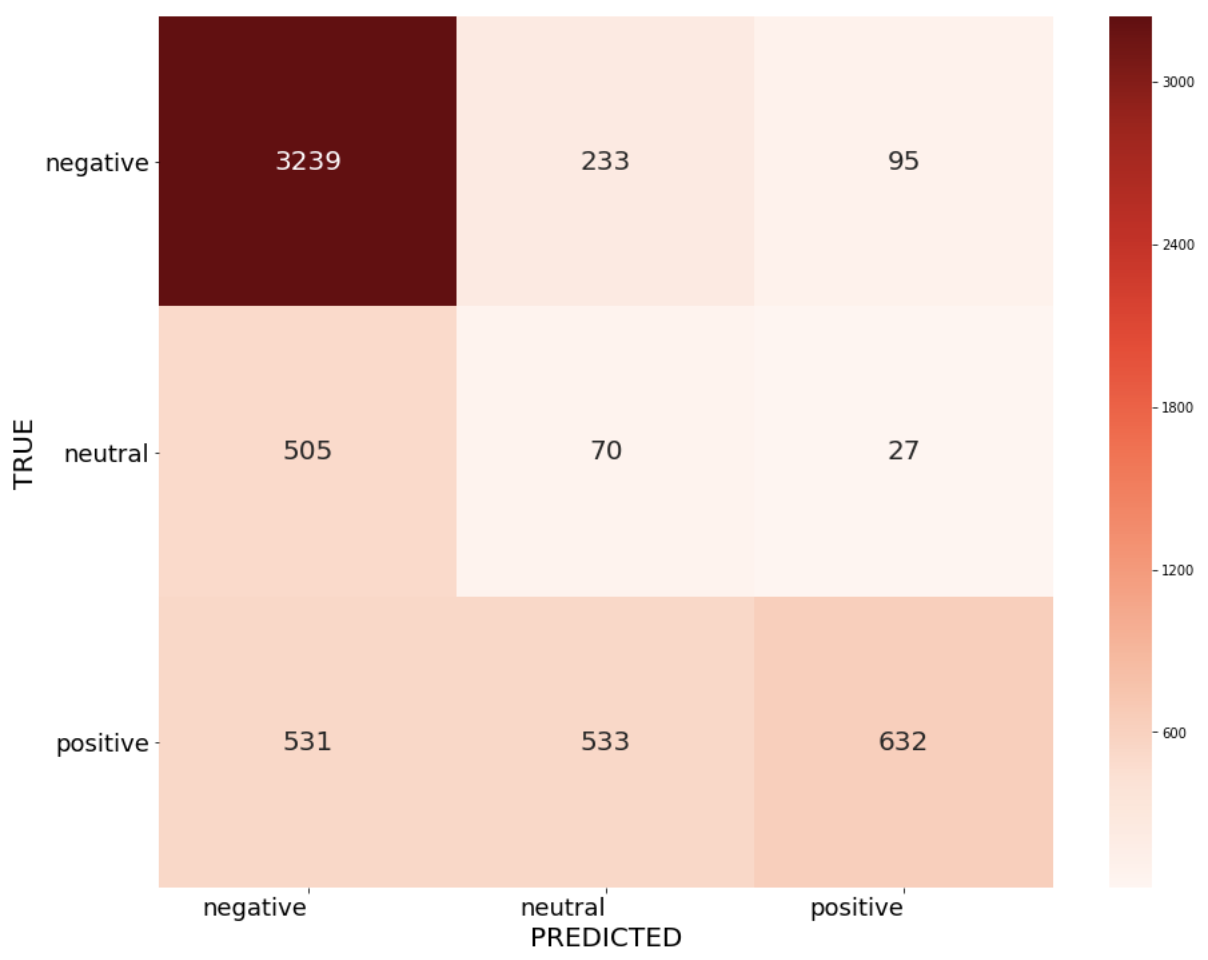 negative 3239 233 95
neutral 505 70 27
positive 531 533 632
negative neutral positive
PREDICTED
TRUE
3000
2400
1800
1200
600